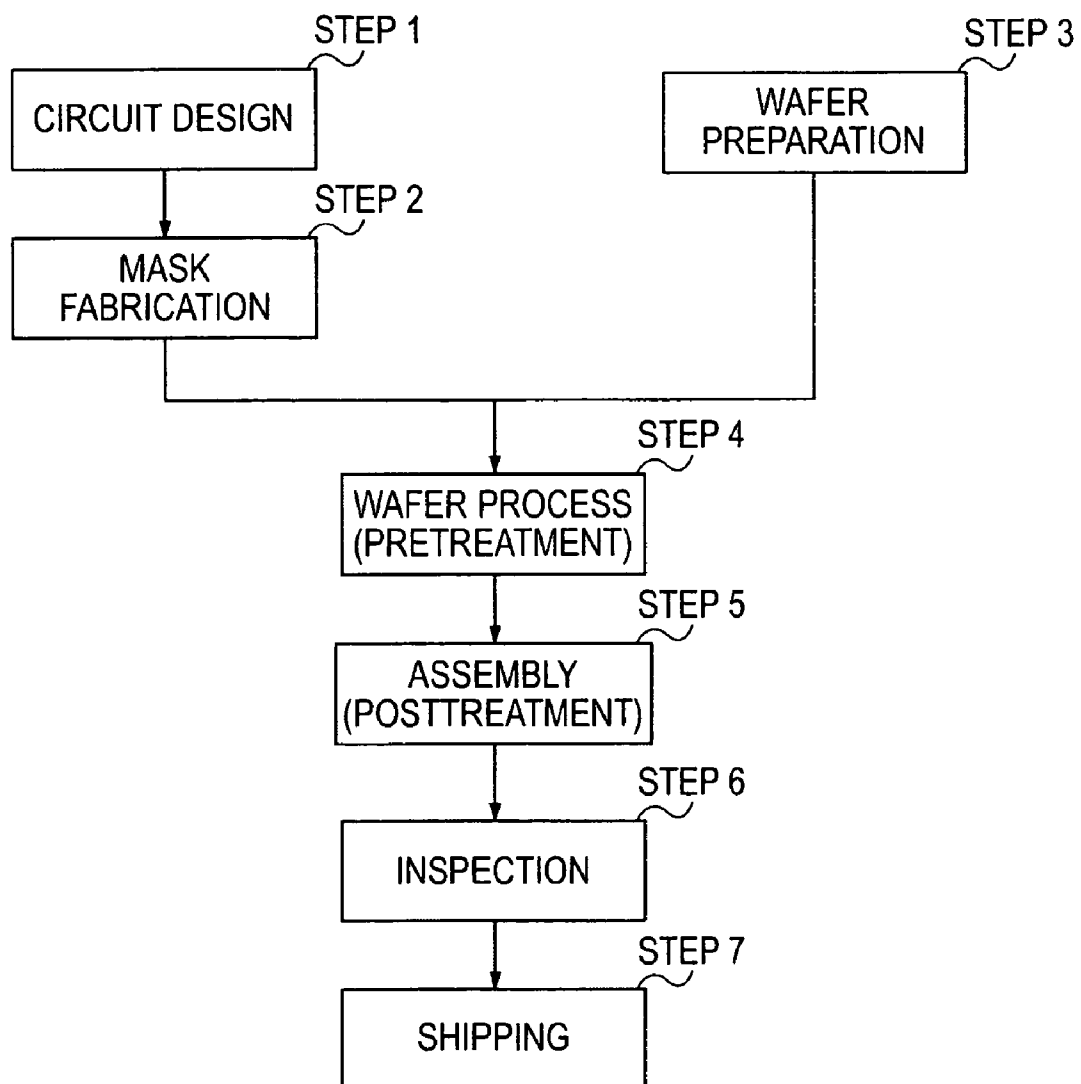 STEP 1
CIRCUIT DESIGN
STEP 2
MASK
FABRICATION
STEP 3
WAFER
PREPARATION
STEP 4
WAFER PROCESS
(PRETREATMENT)
STEP 5
ASSEMBLY
(POSTTREATMENT)
STEP 6
INSPECTION
STEP 7
SHIPPING